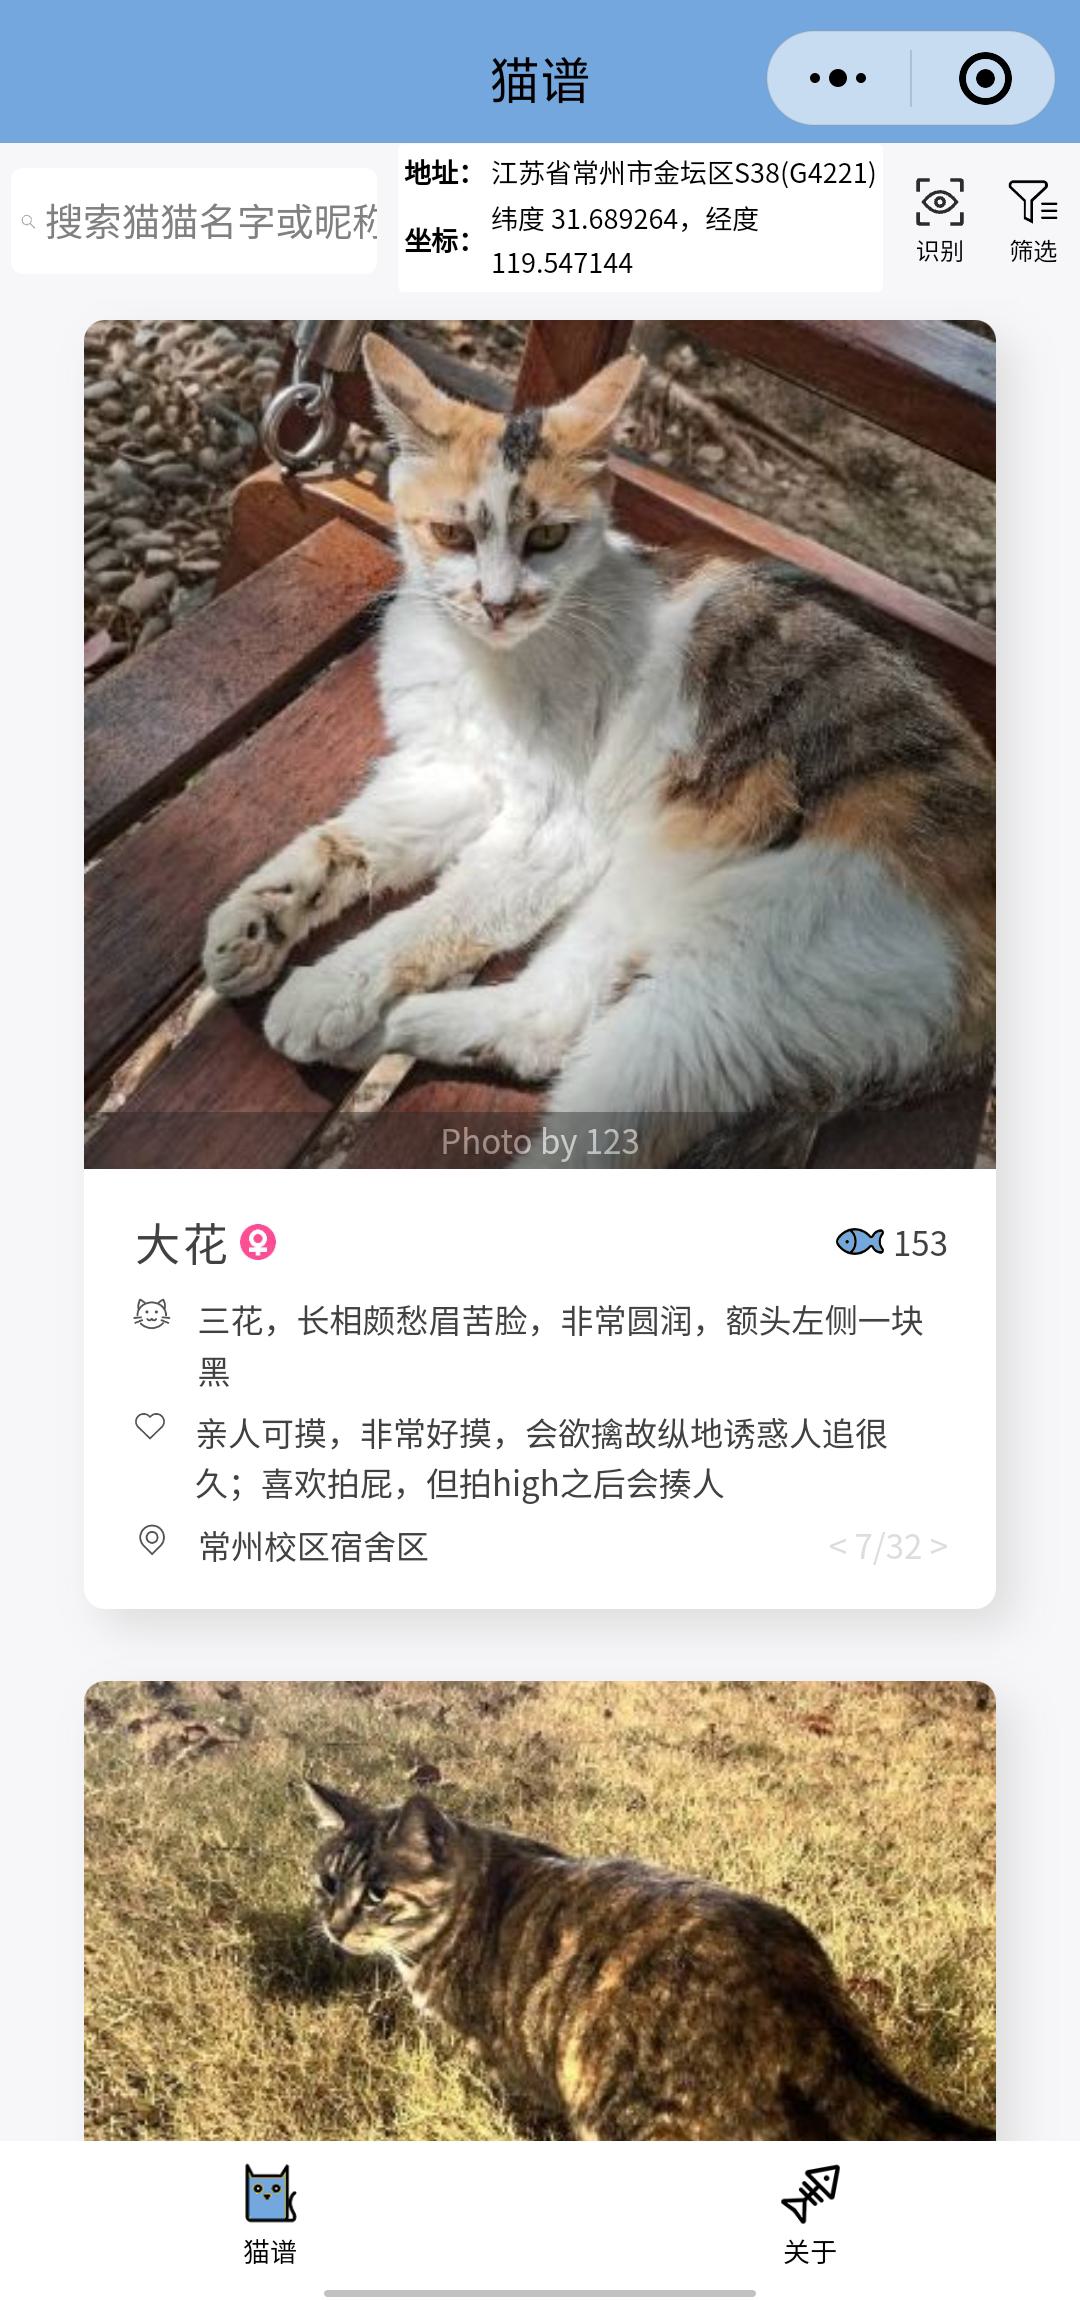 猫谱
搜索猫猫名字或昵称
地址： 江苏省常州市金坛区S38(G4221)
坐标： 纬度 31.689264，经度
119.547144
识别
筛选
Photo by 123
大花
153
三花，长相颇愁眉苦脸，非常圆润，额头左侧一块
黑
亲人可摸，非常好摸，会欲擒故纵地诱惑人追很
久；喜欢拍屁，但拍high之后会揍人
常州校区宿舍区
< 7/32 >
猫谱
关于